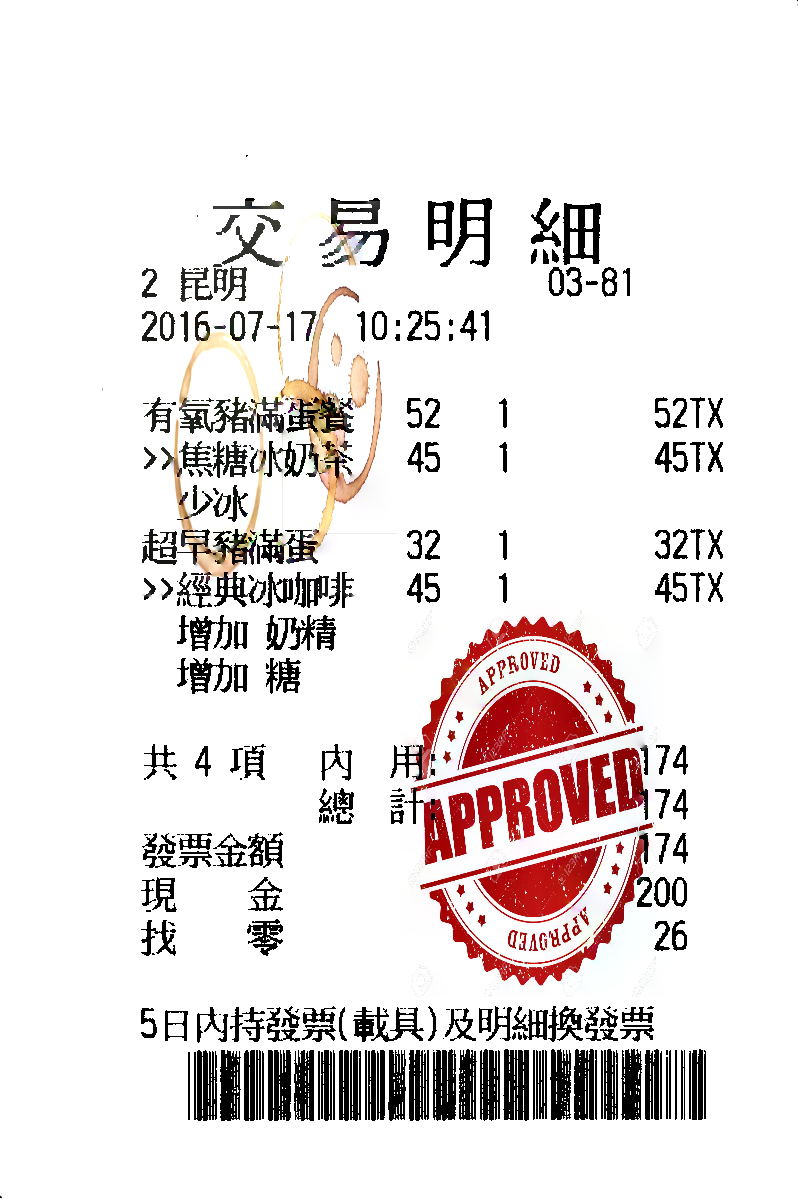 交易明細
2 昆明 03-81
2016-07-17 10:25:41
有氧豬滿蛋餐 52 1 52TX
>>焦糖冰奶茶 45 1 45TX
少冰
超早豬滿蛋 32 1 32TX
>>經典冰咖啡 45 1 45TX
增加 奶精
增加 糖
APPROVED
共 4 項 內 用: 174
總 計: 174
APPROVED
發票金額 174
現 金 200
找 零 26
APPROVED
5日內持發票(載具)及明細換發票